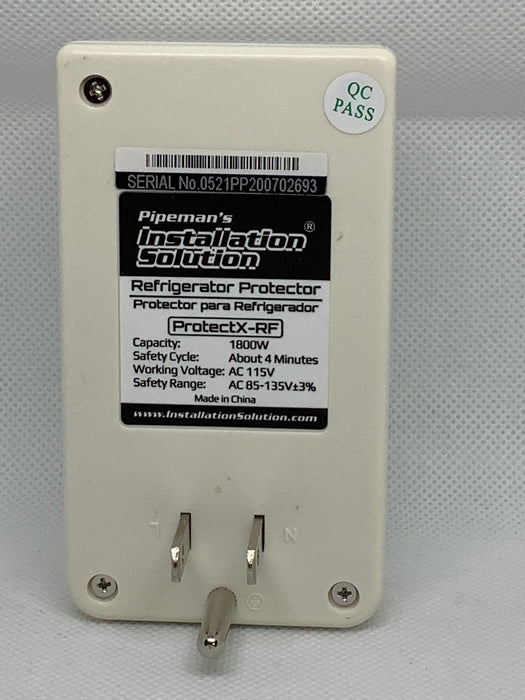 QC
PASS
SERIAL No.0521PP200702693
Pipeman's
Installation ®
Solution
Refrigerator Protector
Protector para Refrigerador
ProtectX-RF
Capacity: 1800W
Safety Cycle: About 4 Minutes
Working Voltage: AC 115V
Safety Range: AC 85-135V±3%
Made in China
www.InstallationSolution.com
L N